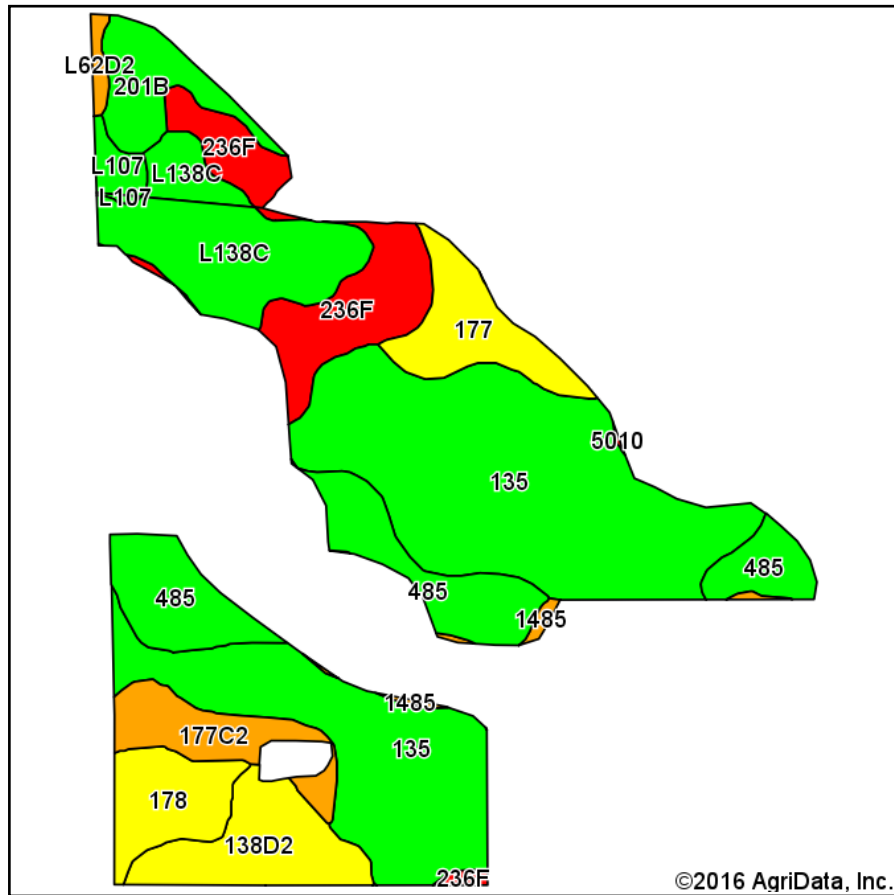 L62D2
201B
236F
L107
L138C
L107
L138C
236F
177
5010
135
485
485
485
1485
1485
177C2
135
178
138D2
236F
©2016 AgriData, Inc.